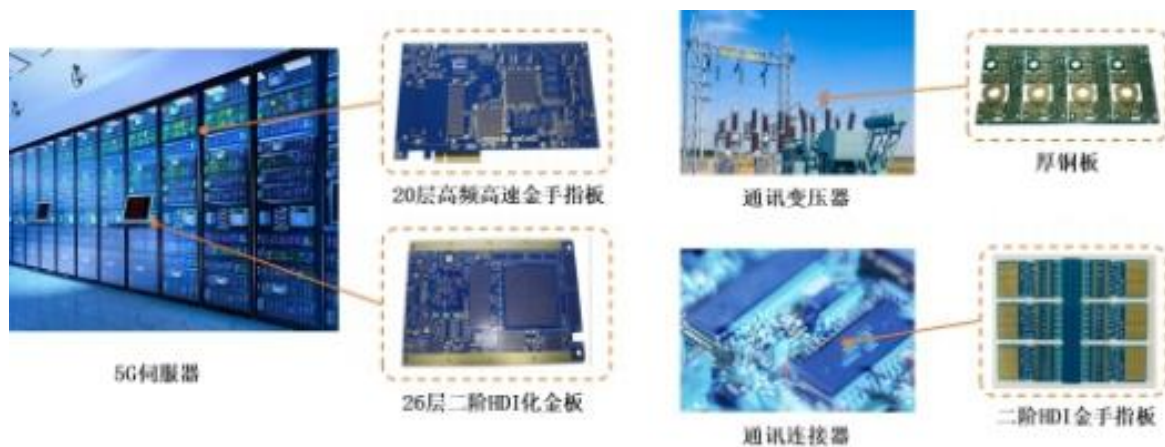 20层高频高速金手指板
5G伺服器
26层二阶HDI化金板
通讯变压器
厚铜板
通讯连接器
二阶HDI金手指板